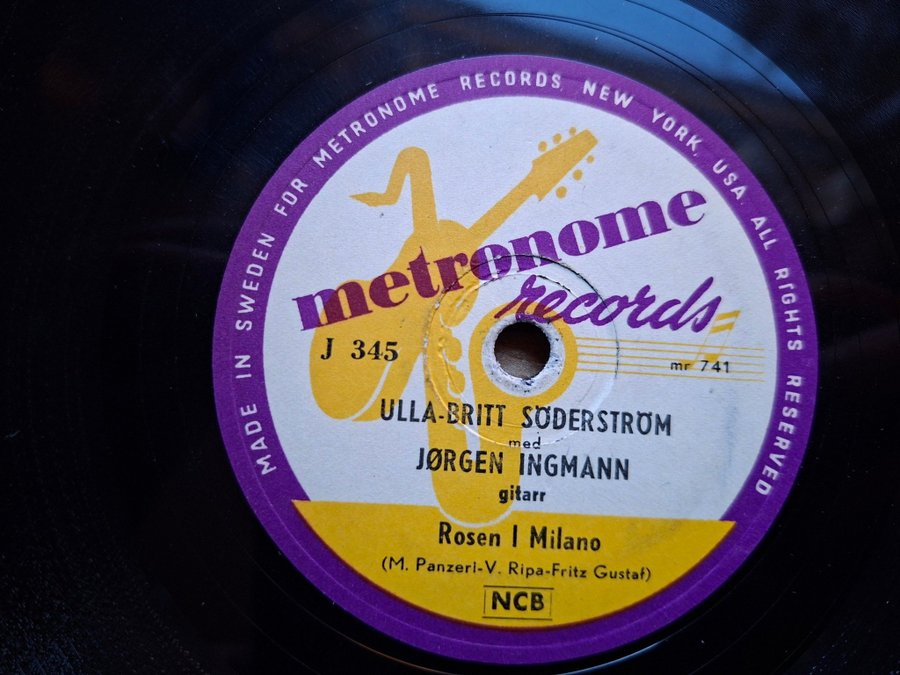 MADE IN SWEDEN FOR METRONOME RECORDS, NEW YORK, USA. ALL RIGHTS RESERVED
metronome
records
J 345
mr 741
ULLA-BRITT SÖDERSTRÖM
med
JØRGEN INGMANN
gitarr
Rosen I Milano
(M. Panzeri-V. Ripa-Fritz Gustaf)
NCB